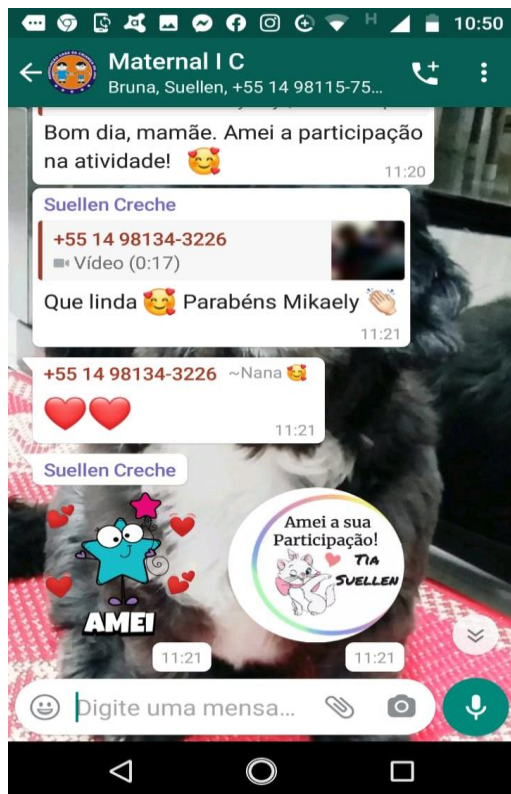 H 10:50
Maternal I C
Bruna, Suellen, +55 14 98115-75...
Bom dia, mamãe. Amei a participação
na atividade! 🥰
11:20
Suellen Creche
+55 14 98134-3226
Vídeo (0:17)
Que linda 🥰 Parabéns Mikaely 👏🏻
11:21
+55 14 98134-3226 ~Nana 🥰
❤️❤️
11:21
Suellen Creche
AMEI
11:21
Amei a sua
Participação!
Tia
Suellen
11:21
Digite uma mensa...